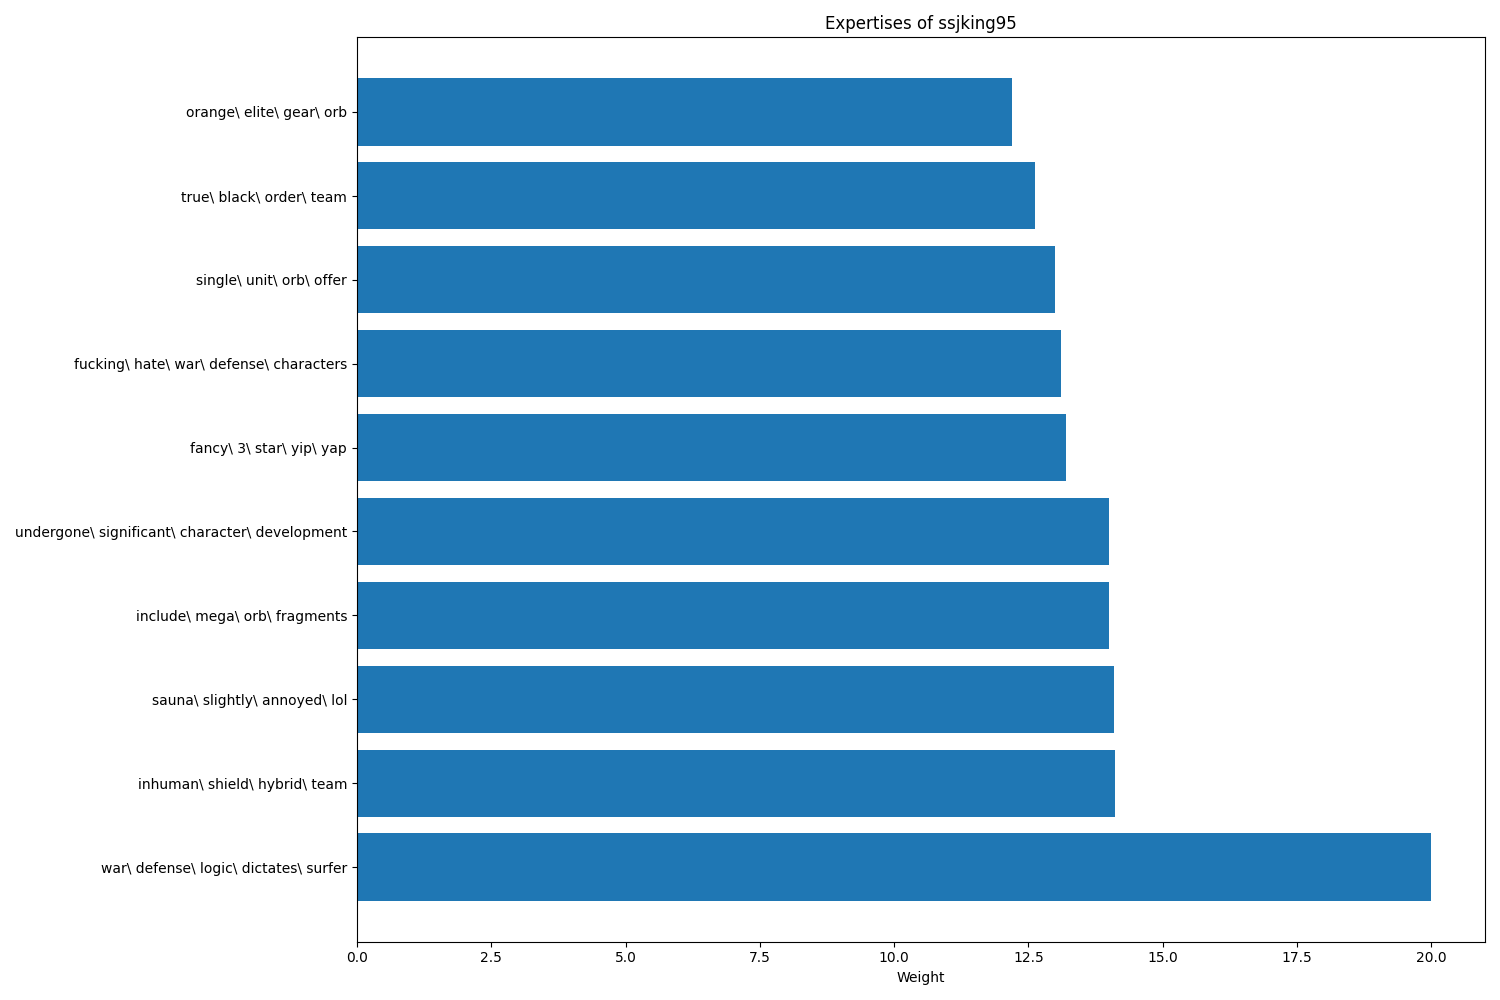 Expertises of ssjking95
orange\ elite\ gear\ orb
true\ black\ order\ team
single\ unit\ orb\ offer
fucking\ hate\ war\ defense\ characters
fancy\ 3\ star\ yip\ yap
undergone\ significant\ character\ development
include\ mega\ orb\ fragments
sauna\ slightly\ annoyed\ lol
inhuman\ shield\ hybrid\ team
war\ defense\ logic\ dictates\ surfer
0.0 2.5 5.0 7.5 10.0 12.5 15.0 17.5 20.0
Weight